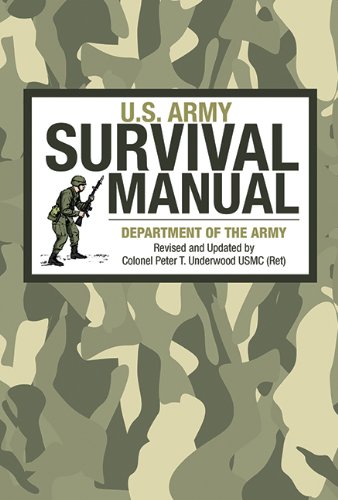 U.S. ARMY
SURVIVAL
MANUAL
DEPARTMENT OF THE ARMY
Revised and Updated by
Colonel Peter T. Underwood USMC (Ret)